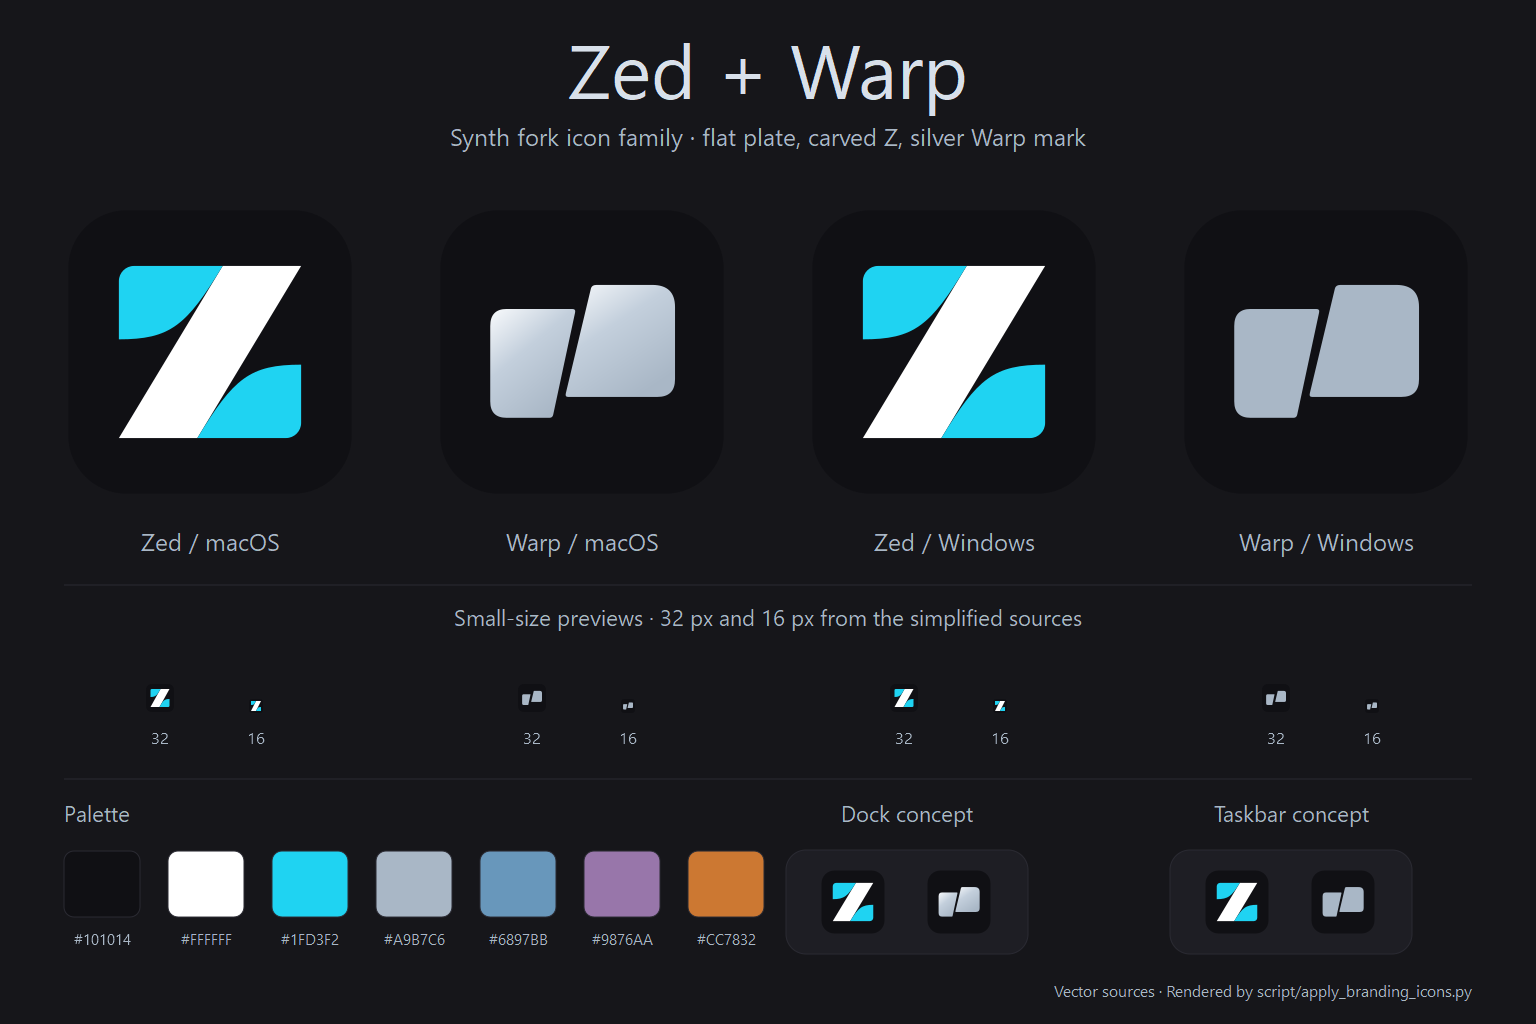 Zed + Warp
Synth fork icon family · flat plate, carved Z, silver Warp mark
Zed / macOS
Warp / macOS
Zed / Windows
Warp / Windows
Small-size previews · 32 px and 16 px from the simplified sources
32
16
32
16
32
16
32
16
Palette
#101014
#FFFFFF
#1FD3F2
#A9B7C6
#6897BB
#9876AA
#CC7832
Dock concept
Taskbar concept
Vector sources · Rendered by script/apply_branding_icons.py